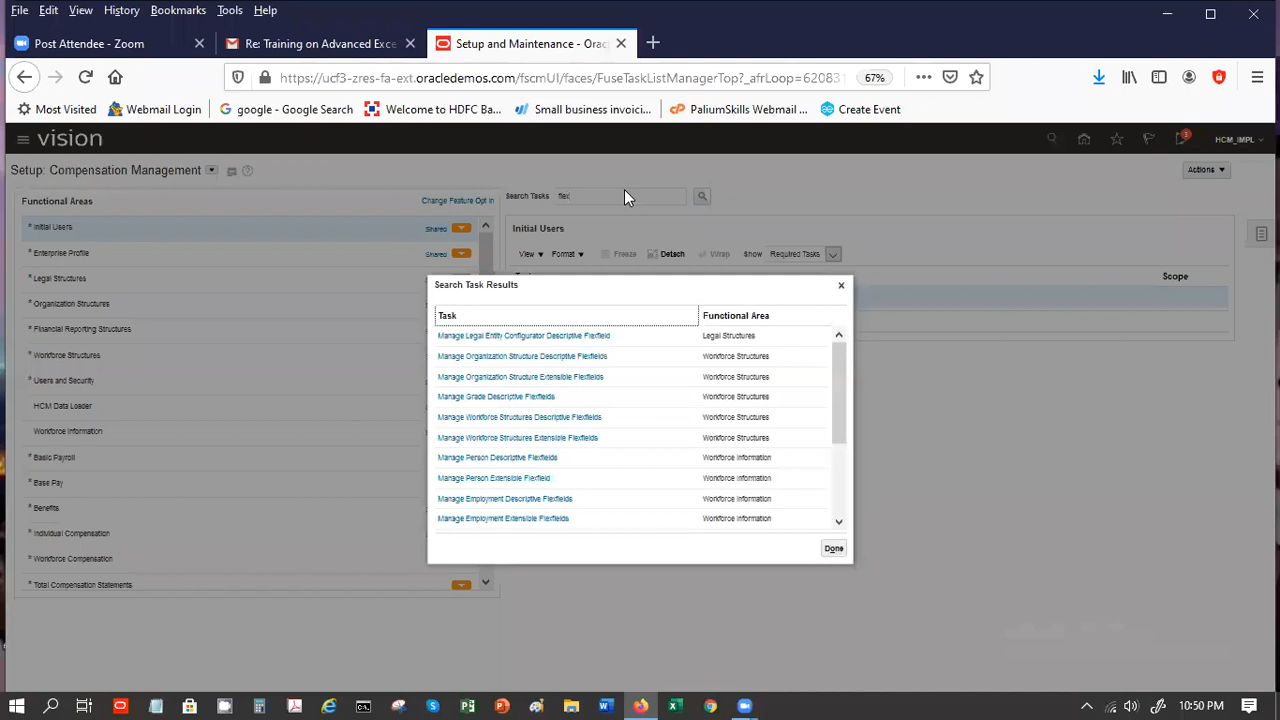 File Edit View History Bookmarks Tools Help
Post Attendee - Zoom × Re: Training on Advanced Exce × Setup and Maintenance - Orac × +
https://ucf3-zres-fa-ext.oracledemos.com/fscmUI/faces/FuseTaskListManagerTop?_afrLoop=62083 67%
Most Visited Webmail Login google - Google Search Welcome to HDFC Ba... Small business invoici... PaliumSkills Webmail ... Create Event
vision 1 HCM_IMPL
Setup: Compensation Management Actions
Functional Areas Change Feature Opt in Search Tasks flex
* Initial Users Shared Initial Users
* Enterprise Profile Shared View Format Freeze Detach Wrap Show Required Tasks
* Legal Structures Scope
* Organization Structures
* Financial Reporting Structures
* Workforce Structures
* Users and Security
HCM Data Loader
Workforce Information
* Basic Payroll
* Benefits
* Individual Compensation
* Workforce Compensation
* Total Compensation Statements
Search Task Results ×
Task Functional Area
Manage Legal Entity Configurator Descriptive Flexfield Legal Structures
Manage Organization Structure Descriptive Flexfields Workforce Structures
Manage Organization Structure Extensible Flexfields Workforce Structures
Manage Grade Descriptive Flexfields Workforce Structures
Manage Workforce Structures Descriptive Flexfields Workforce Structures
Manage Workforce Structures Extensible Flexfields Workforce Structures
Manage Person Descriptive Flexfields Workforce Information
Manage Person Extensible Flexfield Workforce Information
Manage Employment Descriptive Flexfields Workforce Information
Manage Employment Extensible Flexfields Workforce Information
Done
10:50 PM